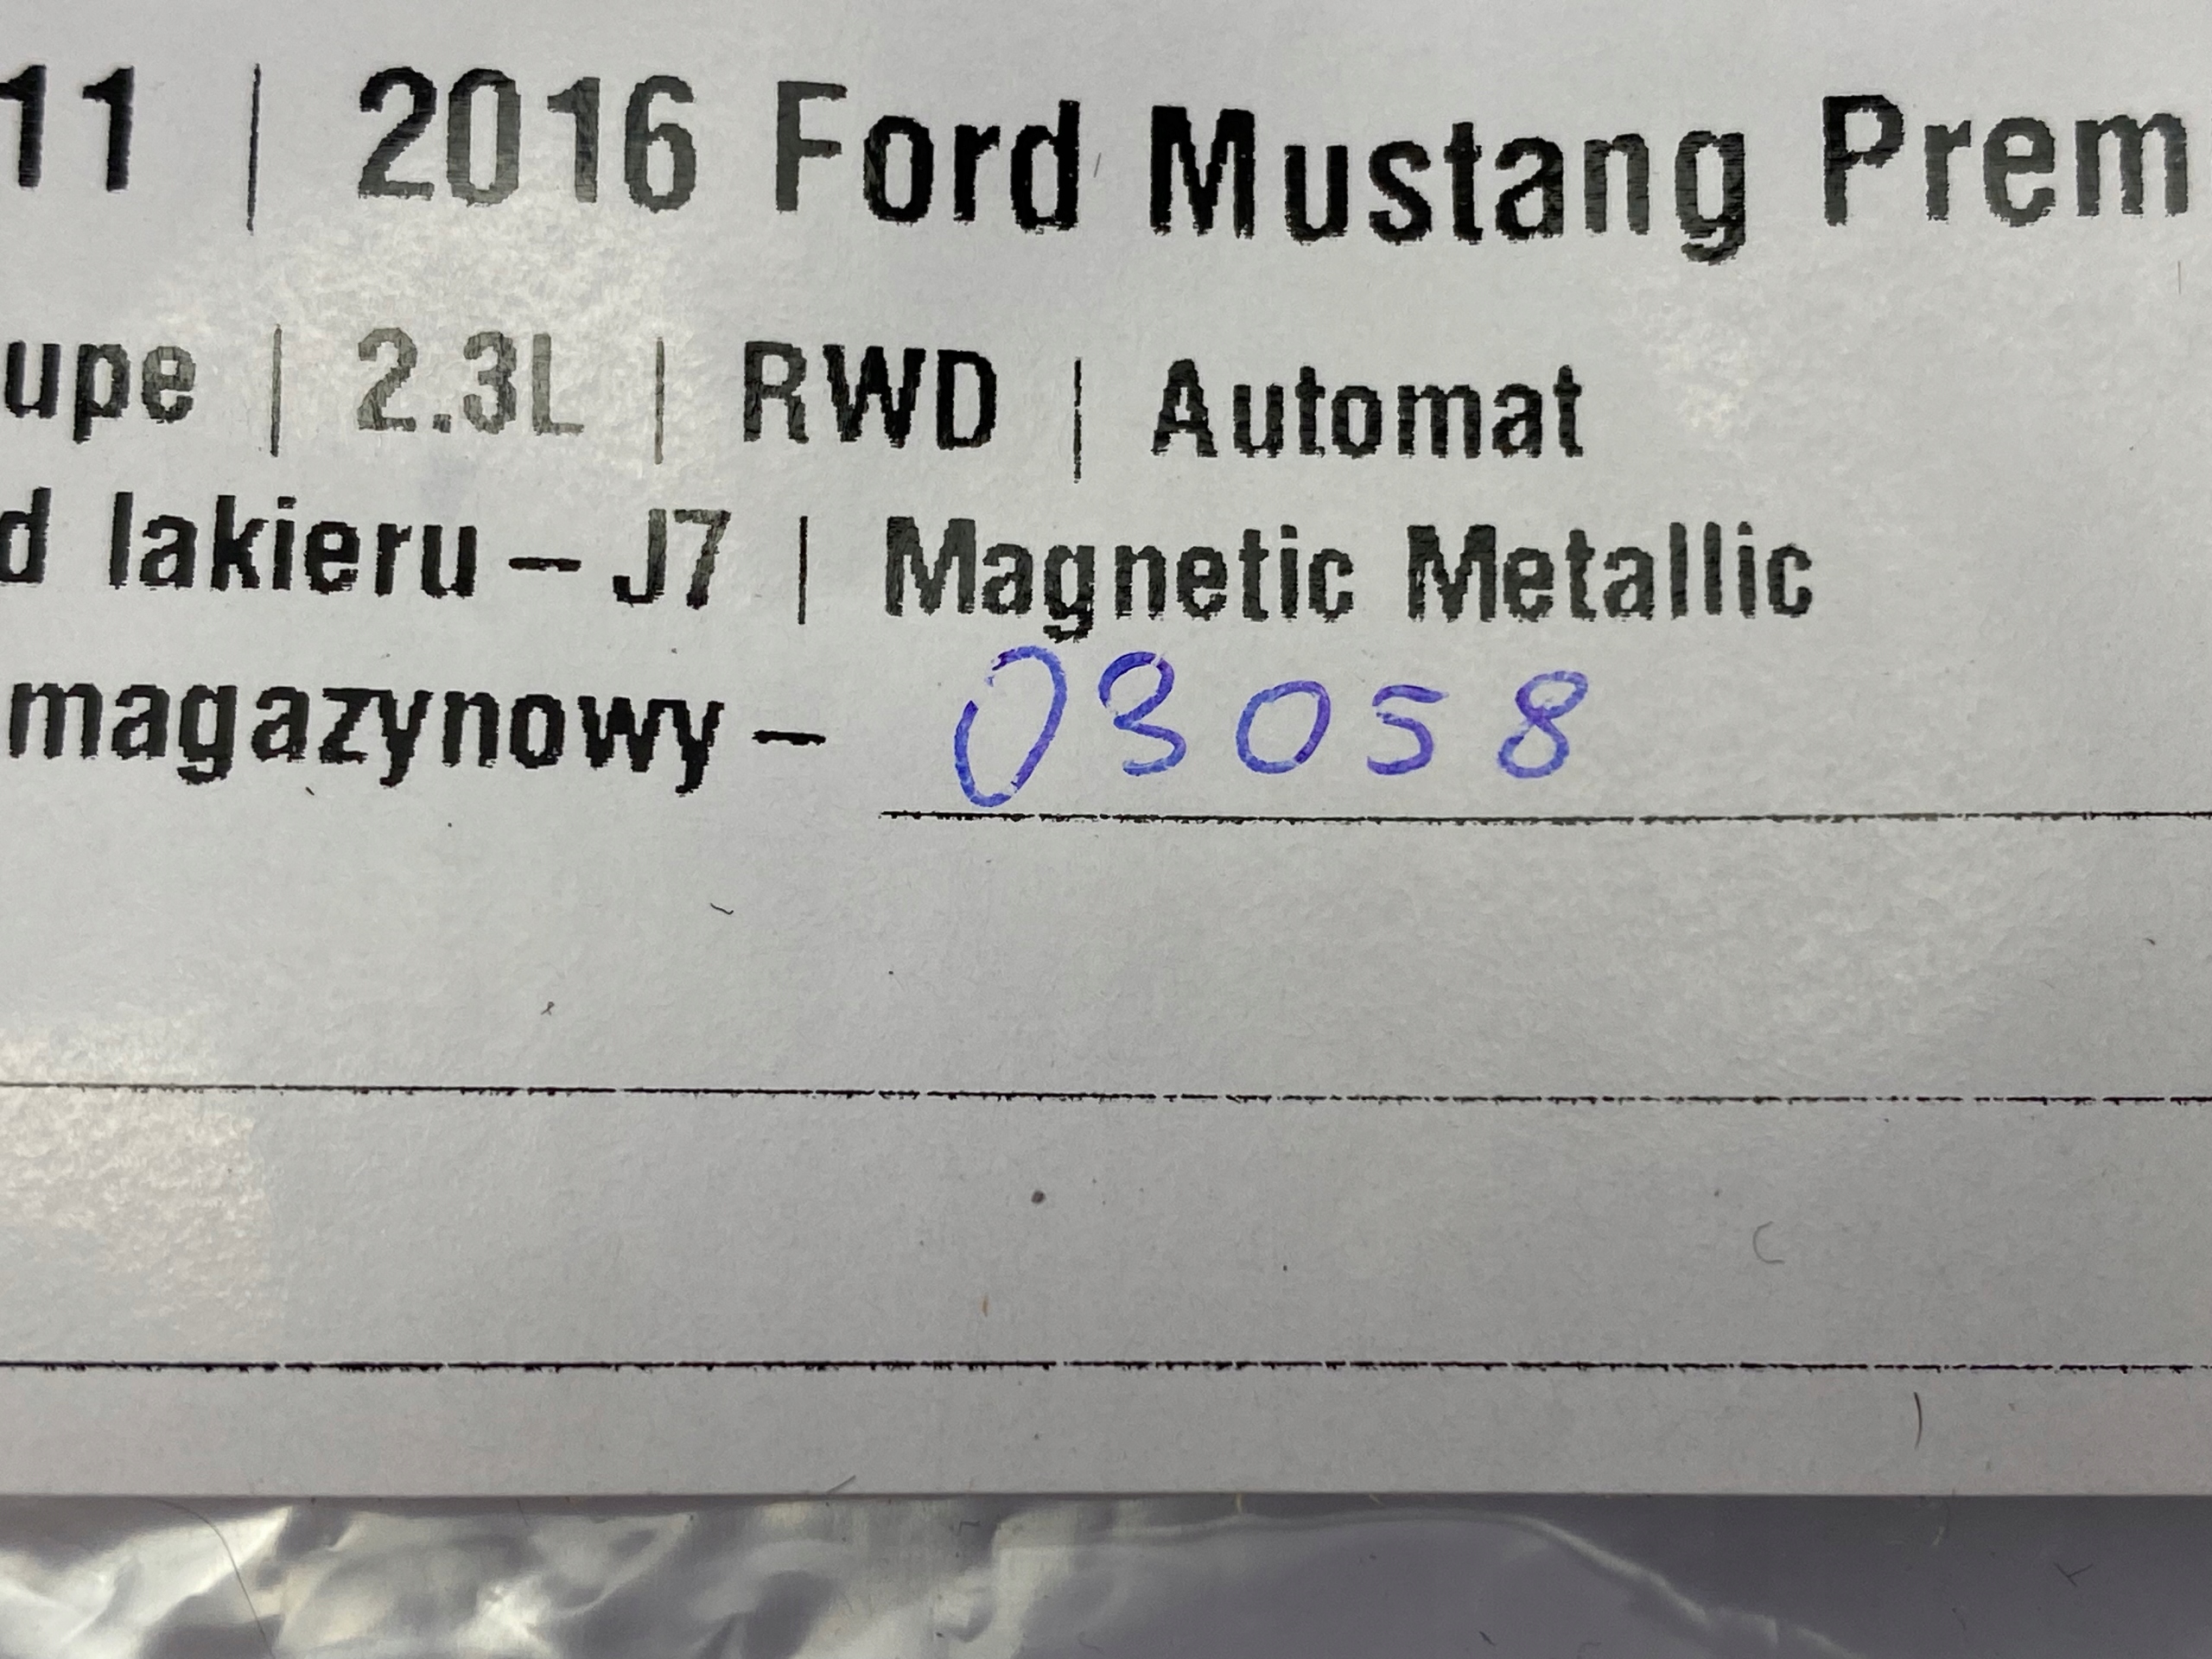 11 | 2016 Ford Mustang Prem
upe | 2.3L | RWD | Automat
d lakieru – J7 | Magnetic Metallic
magazynowy – 03058